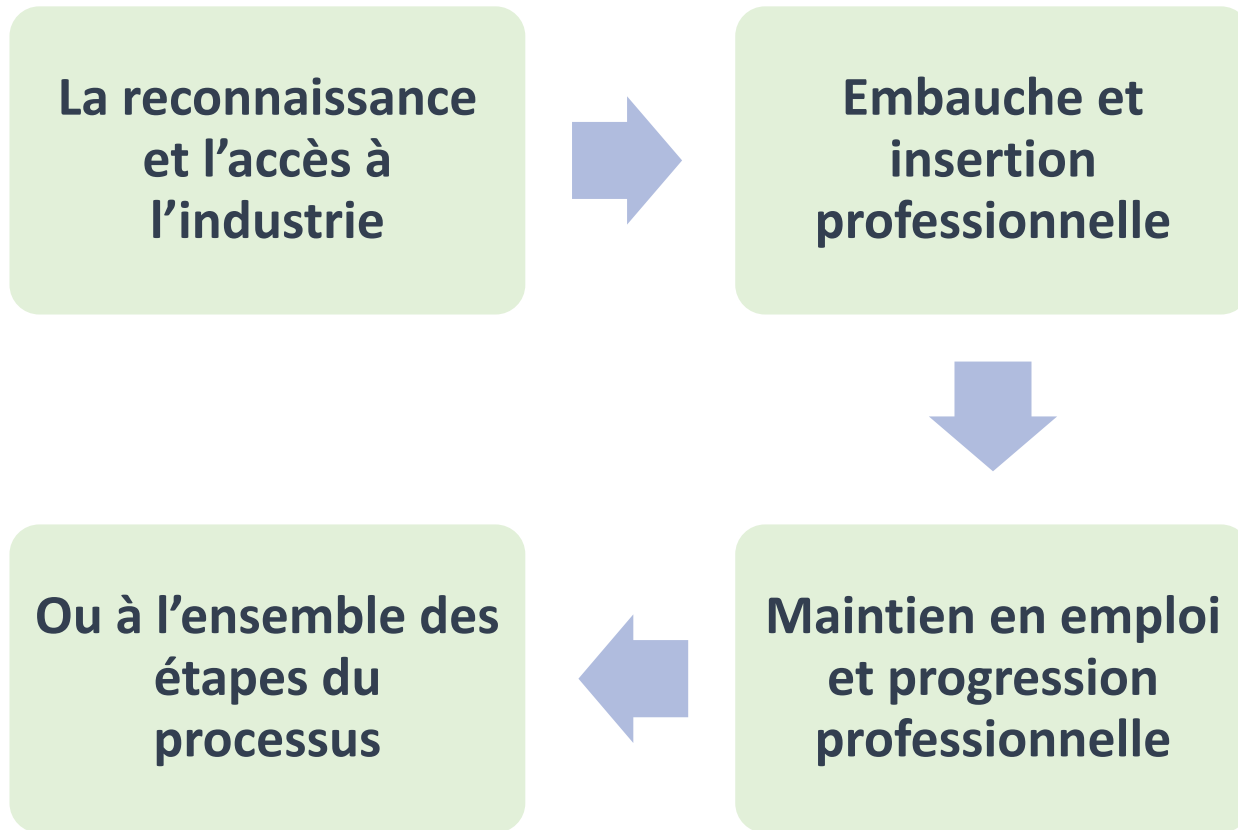 La reconnaissance
et l’accès à
l’industrie
Embauche et
insertion
professionnelle
Maintien en emploi
et progression
professionnelle
Ou à l’ensemble des
étapes du
processus